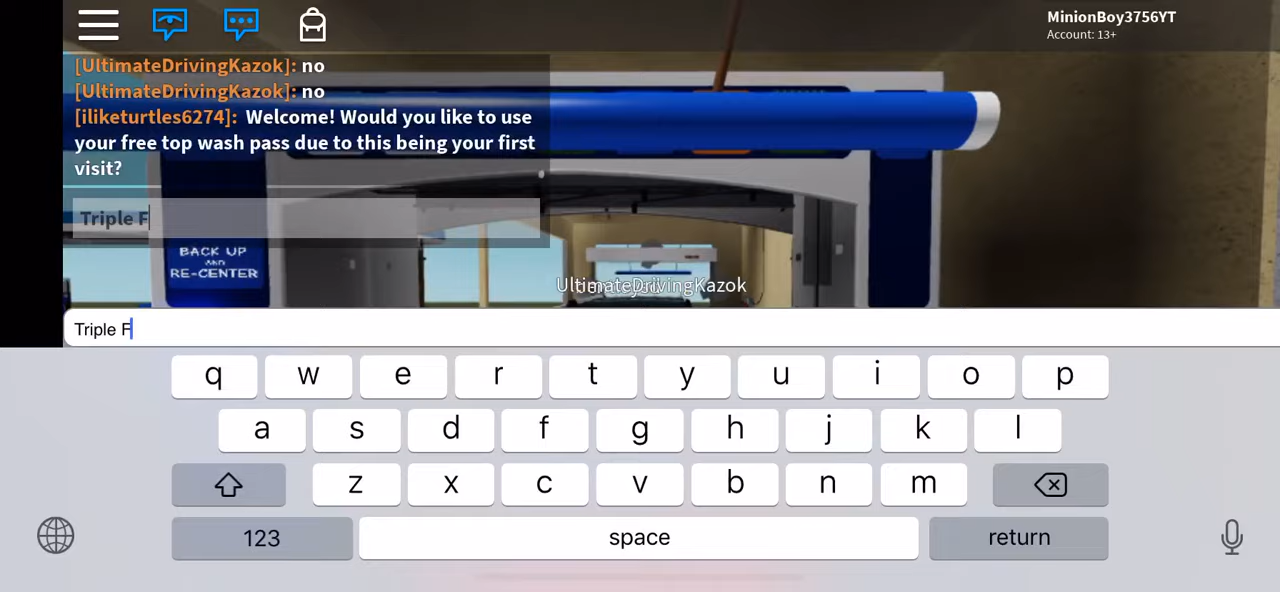 MinionBoy3756YT
Account: 13+
[UltimateDrivingKazok]: no
[UltimateDrivingKazok]: no
[iliketurtles6274]: Welcome! Would you like to use
your free top wash pass due to this being your first
visit?
Triple F
BACK UP
AND
RE-CENTER
UltimateDrivingKazok
Triple F
q w e r t y u i o p
a s d f g h j k l
z x c v b n m
123 space return